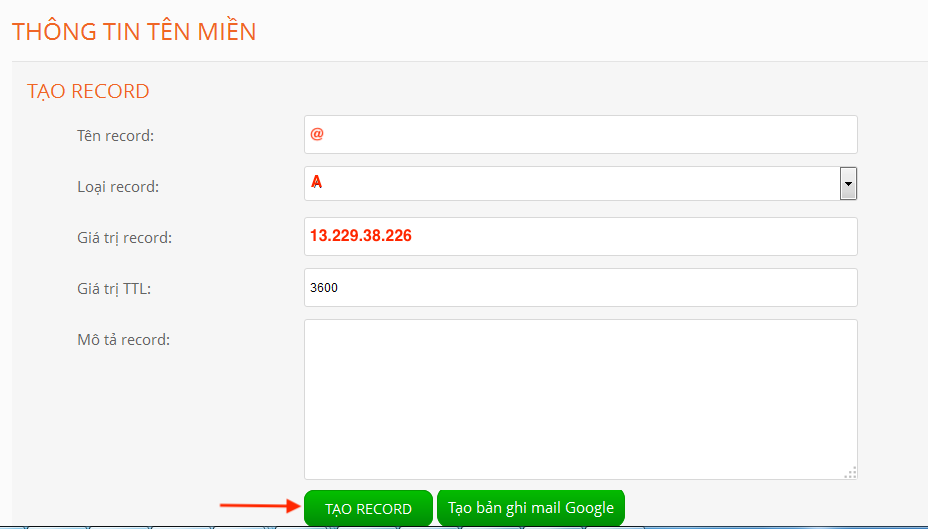 THÔNG TIN TÊN MIỀN
TẠO RECORD
Tên record: @
Loại record: A
Giá trị record: 13.229.38.226
Giá trị TTL: 3600
Mô tả record:
TẠO RECORD Tạo bản ghi mail Google